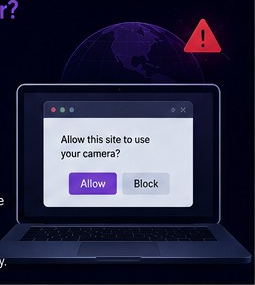 r?
Allow this site to use
your camera?
Allow
Block
e
y.